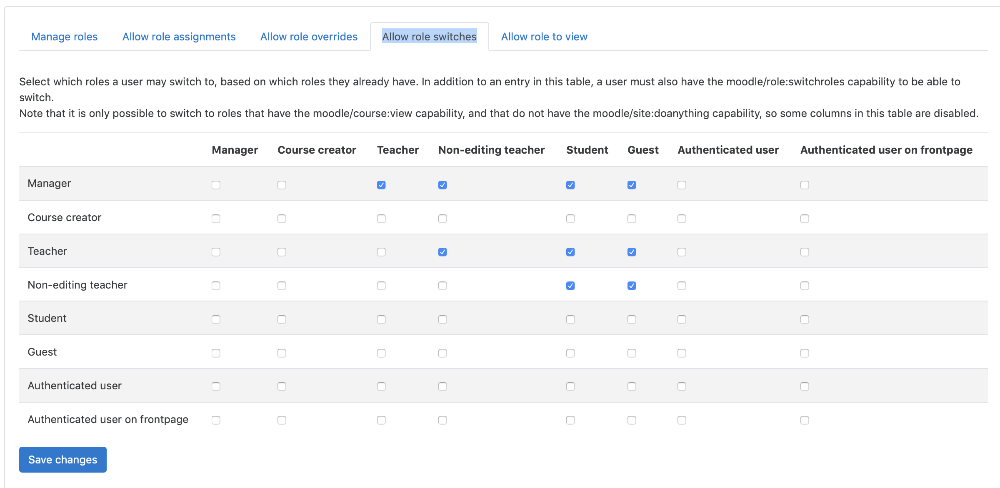 Manage roles Allow role assignments Allow role overrides Allow role switches Allow role to view
Select which roles a user may switch to, based on which roles they already have. In addition to an entry in this table, a user must also have the moodle/role:switchroles capability to be able to
switch.
Note that it is only possible to switch to roles that have the moodle/course:view capability, and that do not have the moodle/site:doanything capability, so some columns in this table are disabled.
Manager Course creator Teacher Non-editing teacher Student Guest Authenticated user Authenticated user on frontpage
Manager
Course creator
Teacher
Non-editing teacher
Student
Guest
Authenticated user
Authenticated user on frontpage
Save changes